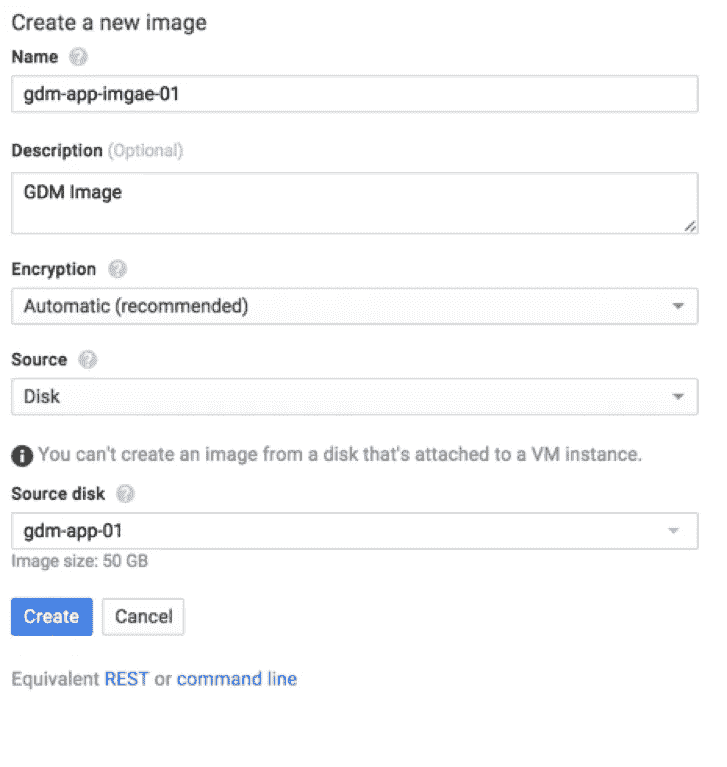 Create a new image
Name
gdm-app-imgae-01
Description (Optional)
GDM Image
Encryption
Automatic (recommended)
Source
Disk
You can't create an image from a disk that's attached to a VM instance.
Source disk
gdm-app-01
Image size: 50 GB
Create Cancel
Equivalent REST or command line